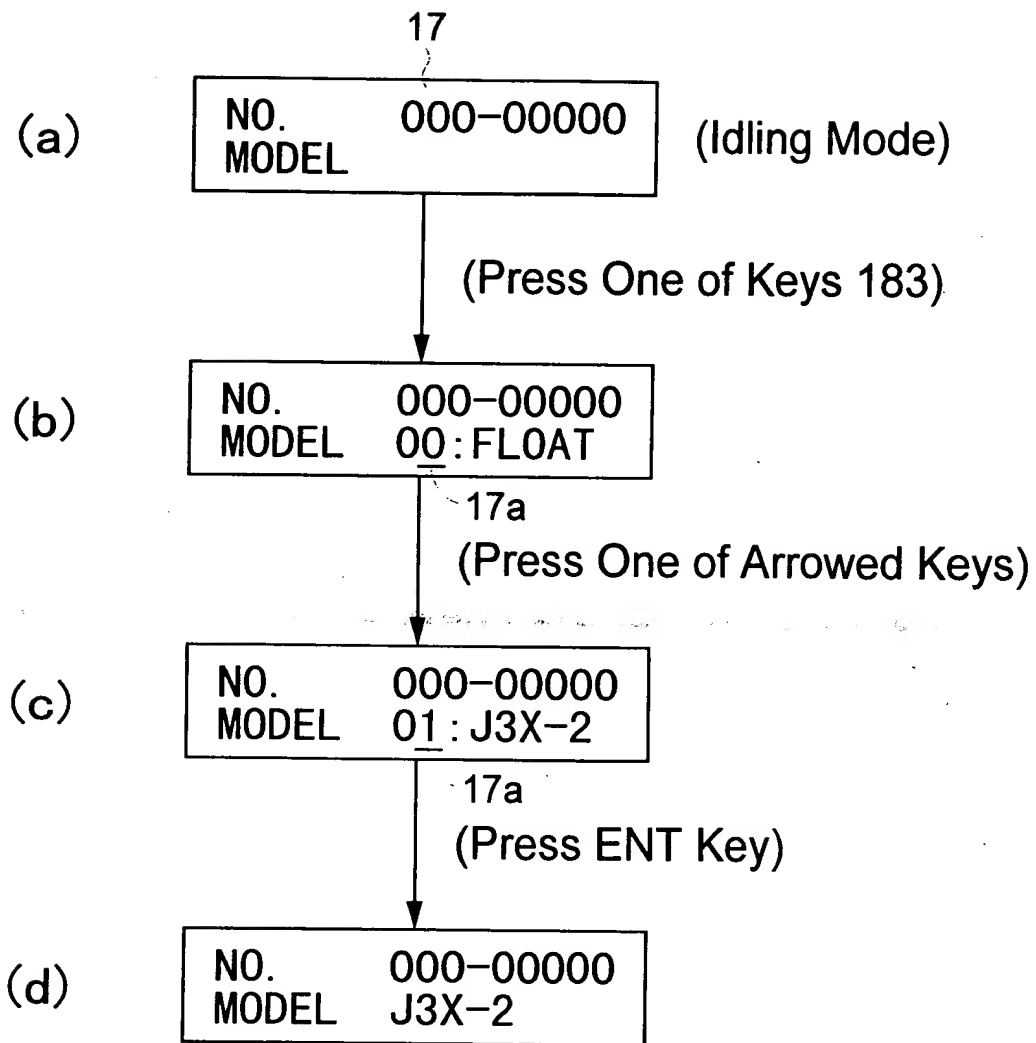 17
(a)
NO. 000-00000
MODEL
(Idling Mode)
(Press One of Keys 183)
(b)
NO. 000-00000
MODEL 00:FLOAT
17a
(Press One of Arrowed Keys)
(c)
NO. 000-00000
MODEL 01:J3X-2
17a
(Press ENT Key)
(d)
NO. 000-00000
MODEL J3X-2